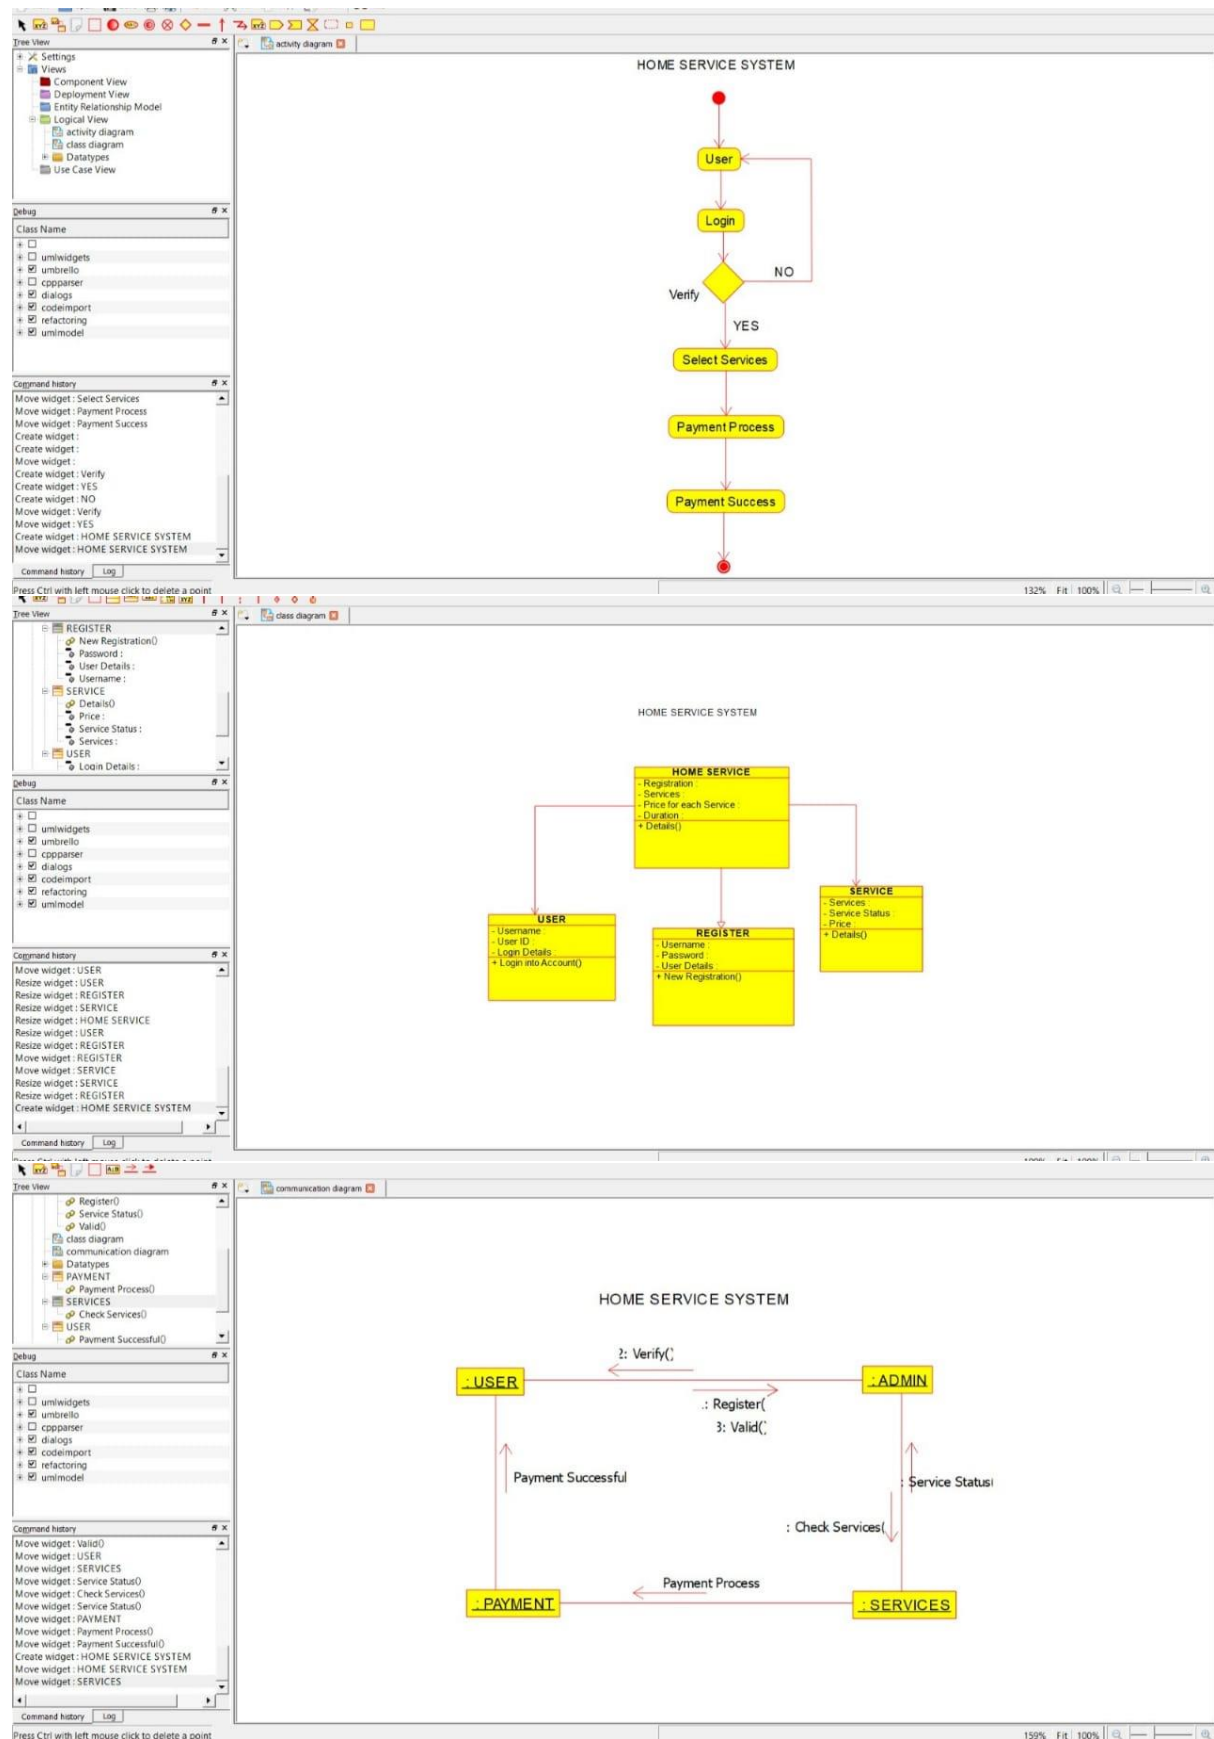 Tree View
activity diagram
Settings
Views
Component View
Deployment View
Entity Relationship Model
Logical View
activity diagram
class diagram
Datatypes
Use Case View
Debug
Class Name
umlwidgets
umbrello
cppparser
dialogs
codeimport
refactoring
umlmodel
Command history
Move widget : Select Services
Move widget : Payment Process
Move widget : Payment Success
Create widget :
Create widget :
Move widget :
Create widget : Verify
Create widget : YES
Create widget : NO
Move widget : Verify
Move widget : YES
Create widget : HOME SERVICE SYSTEM
Move widget : HOME SERVICE SYSTEM
Command history Log
Press Ctrl with left mouse click to delete a point
132% Fit 100%
HOME SERVICE SYSTEM
User
Login
NO
Verify
YES
Select Services
Payment Process
Payment Success
Tree View
class diagram
REGISTER
New Registration()
Password :
User Details :
Username :
SERVICE
Details()
Price :
Service Status :
Services :
USER
Login Details :
Debug
Class Name
umlwidgets
umbrello
cppparser
dialogs
codeimport
refactoring
umlmodel
Command history
Move widget : USER
Resize widget : USER
Resize widget : REGISTER
Resize widget : SERVICE
Resize widget : HOME SERVICE
Resize widget : USER
Resize widget : REGISTER
Move widget : REGISTER
Move widget : SERVICE
Resize widget : SERVICE
Resize widget : REGISTER
Create widget : HOME SERVICE SYSTEM
Command history Log
HOME SERVICE SYSTEM
HOME SERVICE
- Registration :
- Services :
- Price for each Service :
- Duration :
+ Details()
USER
- Username :
- User ID :
- Login Details :
+ Login into Account()
REGISTER
- Username :
- Password :
- User Details :
+ New Registration()
SERVICE
- Services :
- Service Status :
- Price :
+ Details()
Tree View
communication diagram
Register()
Service Status()
Valid()
class diagram
communication diagram
Datatypes
PAYMENT
Payment Process()
SERVICES
Check Services()
USER
Payment Successful()
Debug
Class Name
umlwidgets
umbrello
cppparser
dialogs
codeimport
refactoring
umlmodel
Command history
Move widget : Valid()
Move widget : USER
Move widget : SERVICES
Move widget : Service Status()
Move widget : Check Services()
Move widget : Service Status()
Move widget : PAYMENT
Move widget : Payment Process()
Move widget : Payment Successful()
Create widget : HOME SERVICE SYSTEM
Move widget : HOME SERVICE SYSTEM
Move widget : SERVICES
Command history Log
Press Ctrl with left mouse click to delete a point
159% Fit 100%
HOME SERVICE SYSTEM
2: Verify()
: USER
: ADMIN
.: Register(
3: Valid()
Payment Successful
: Service Status(
: Check Services(
Payment Process
: PAYMENT
: SERVICES